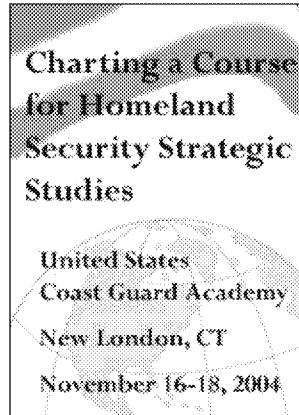 Charting a Course
for Homeland
Security Strategic
Studies
United States
Coast Guard Academy
New London, CT
November 16-18, 2004